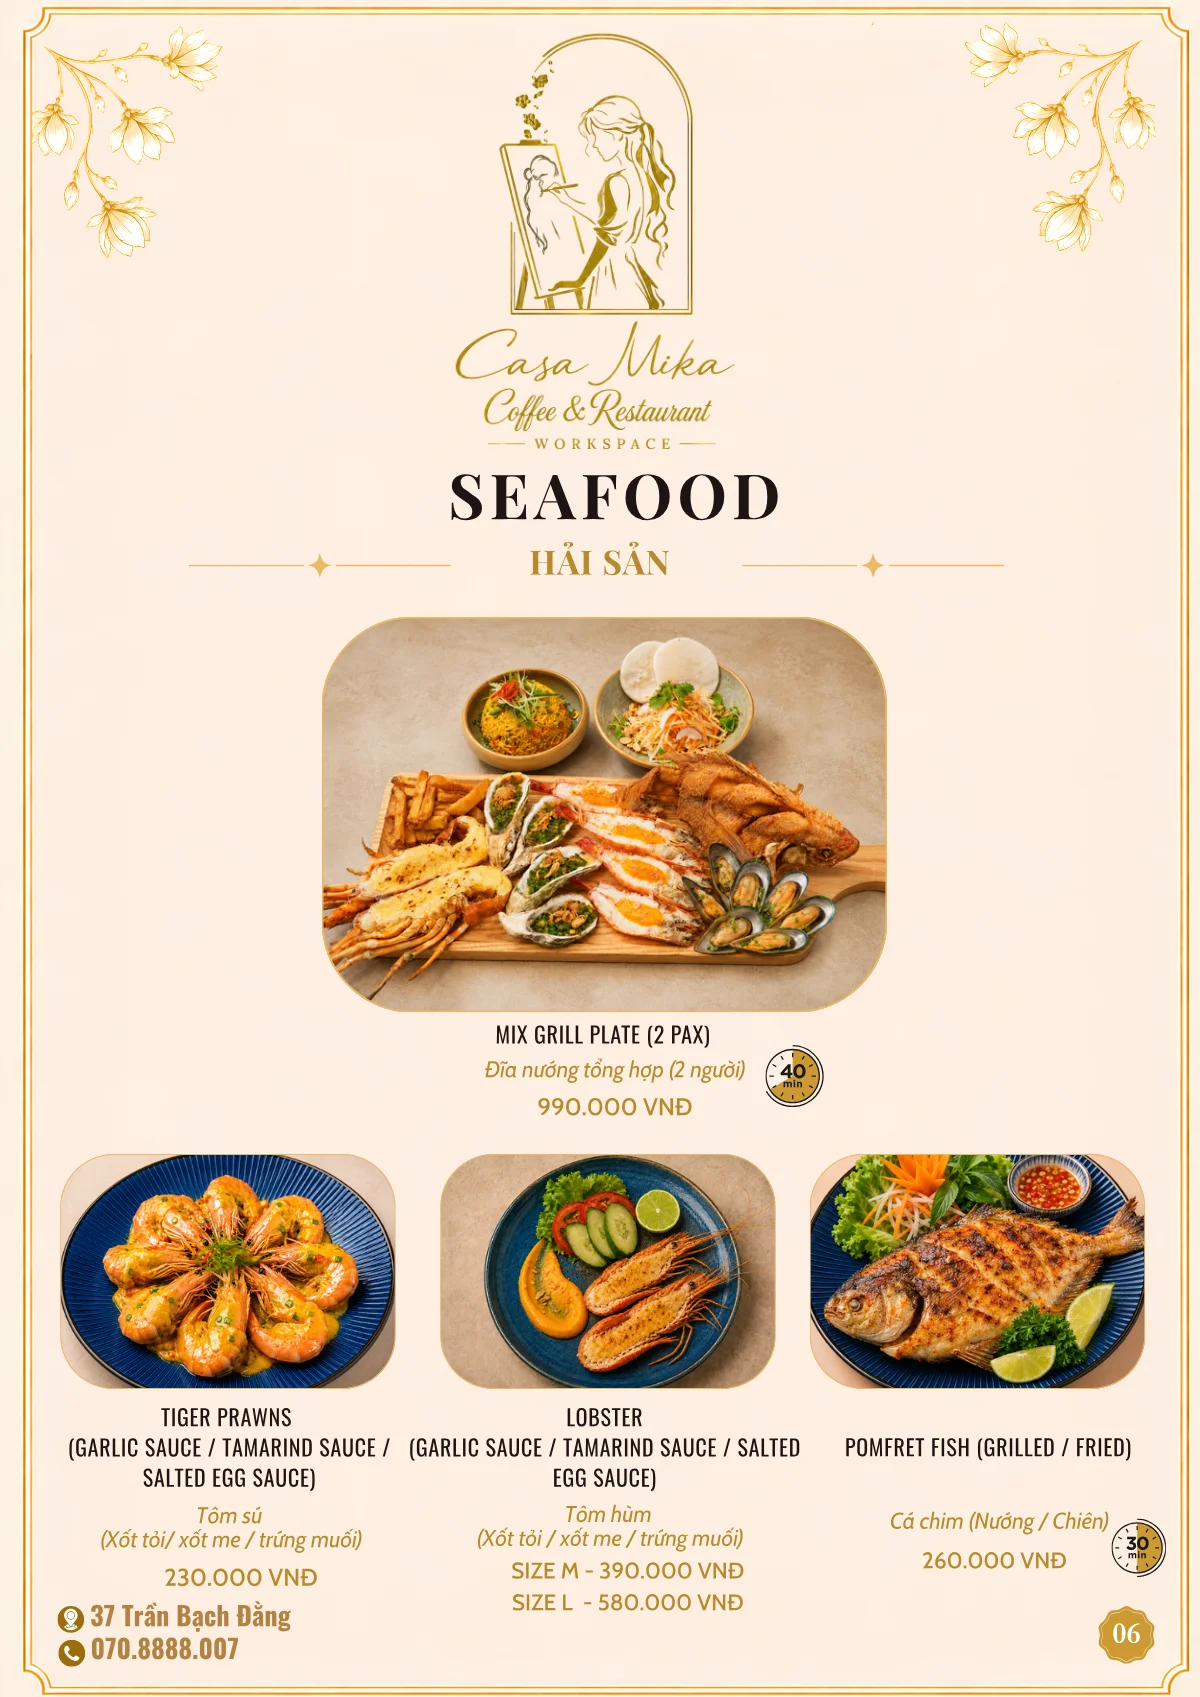 Casa Mika
Coffee & Restaurant
WORKSPACE
SEAFOOD
HẢI SẢN
MIX GRILL PLATE (2 PAX)
Đĩa nướng tổng hợp (2 người)
990.000 VNĐ
40
min
TIGER PRAWNS
(GARLIC SAUCE / TAMARIND SAUCE /
SALTED EGG SAUCE)
Tôm sú
(Xốt tỏi/ xốt me / trứng muối)
230.000 VNĐ
LOBSTER
(GARLIC SAUCE / TAMARIND SAUCE / SALTED
EGG SAUCE)
Tôm hùm
(Xốt tỏi / xốt me / trứng muối)
SIZE M - 390.000 VNĐ
SIZE L - 580.000 VNĐ
POMFRET FISH (GRILLED / FRIED)
Cá chim (Nướng / Chiên)
260.000 VNĐ
30
min
37 Trần Bạch Đằng
070.8888.007
06